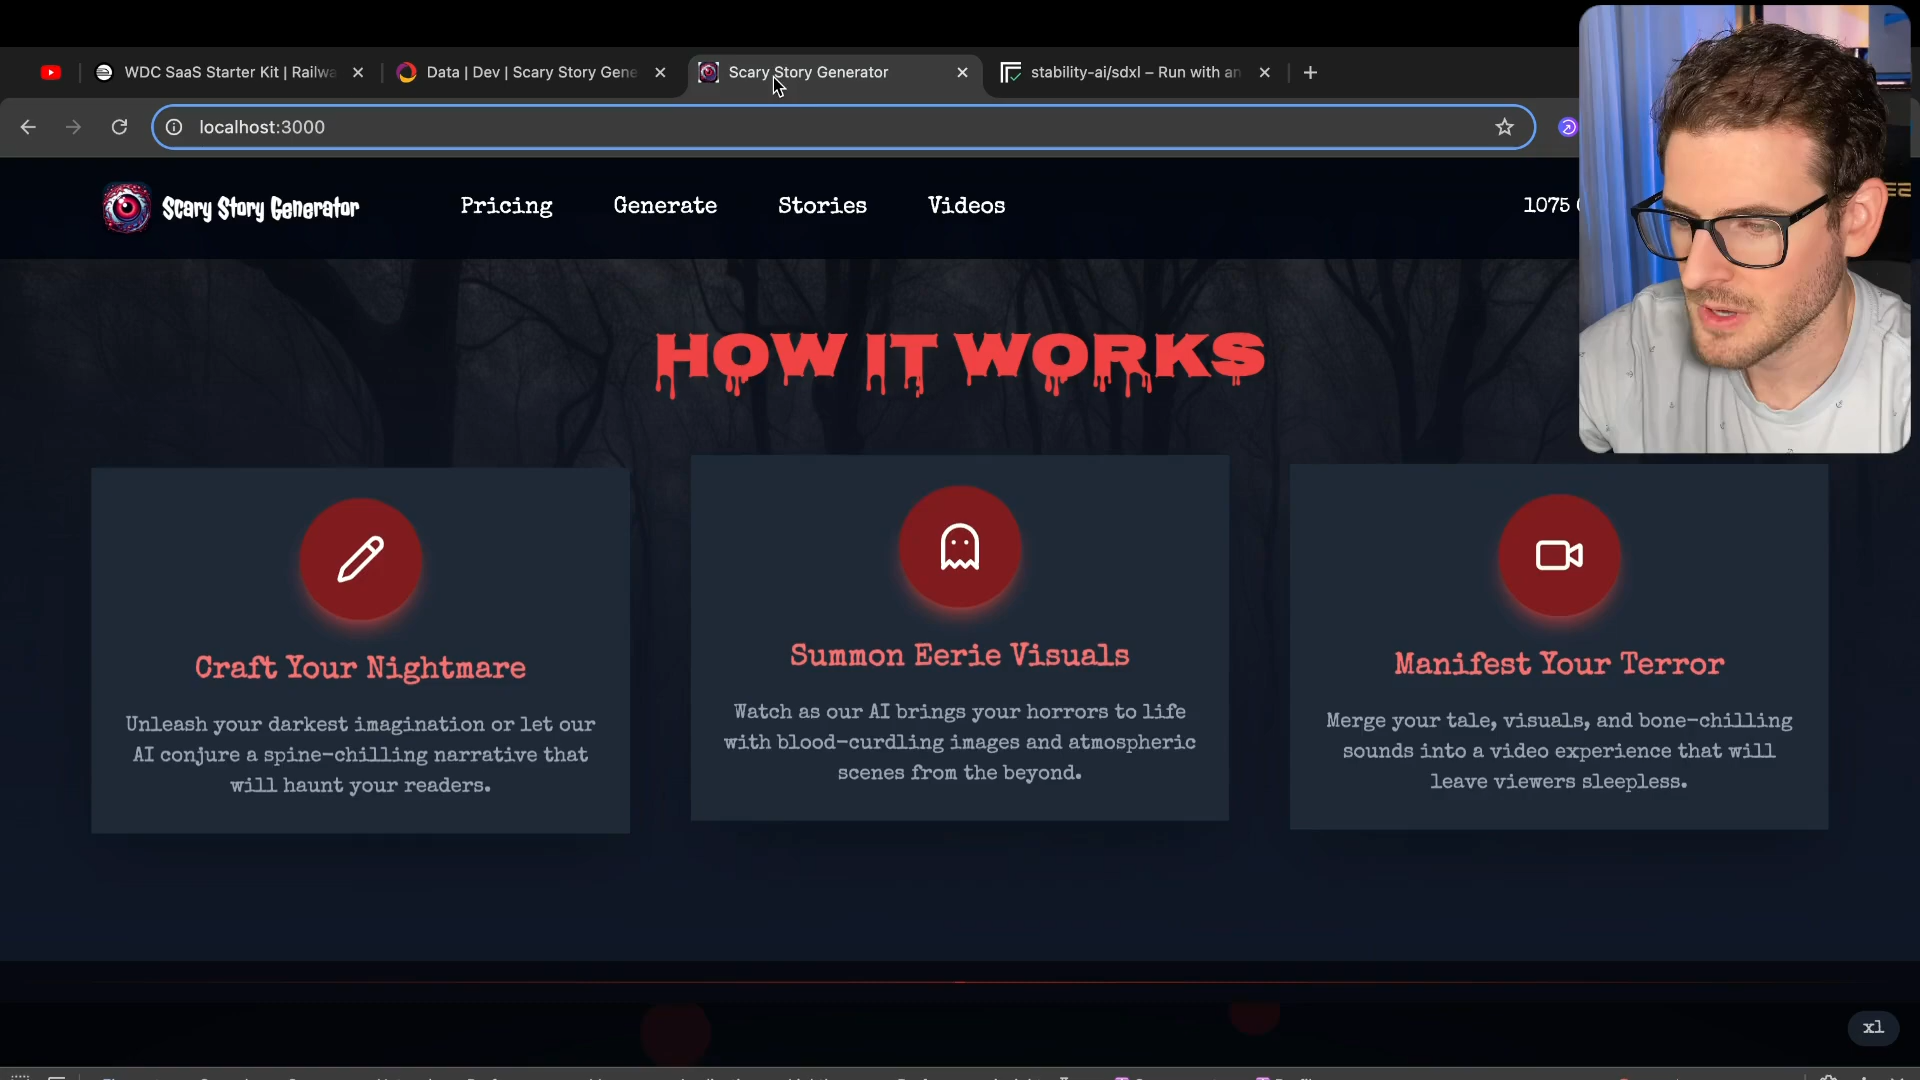 WDC SaaS Starter Kit | Railwa
Data | Dev | Scary Story Gene
Scary Story Generator
stability-ai/sdxl – Run with an
localhost:3000
Scary Story Generator
Pricing
Generate
Stories
Videos
1075
HOW IT WORKS
Craft Your Nightmare
Unleash your darkest imagination or let our
AI conjure a spine-chilling narrative that
will haunt your readers.
Summon Eerie Visuals
Watch as our AI brings your horrors to life
with blood-curdling images and atmospheric
scenes from the beyond.
Manifest Your Terror
Merge your tale, visuals, and bone-chilling
sounds into a video experience that will
leave viewers sleepless.
xl